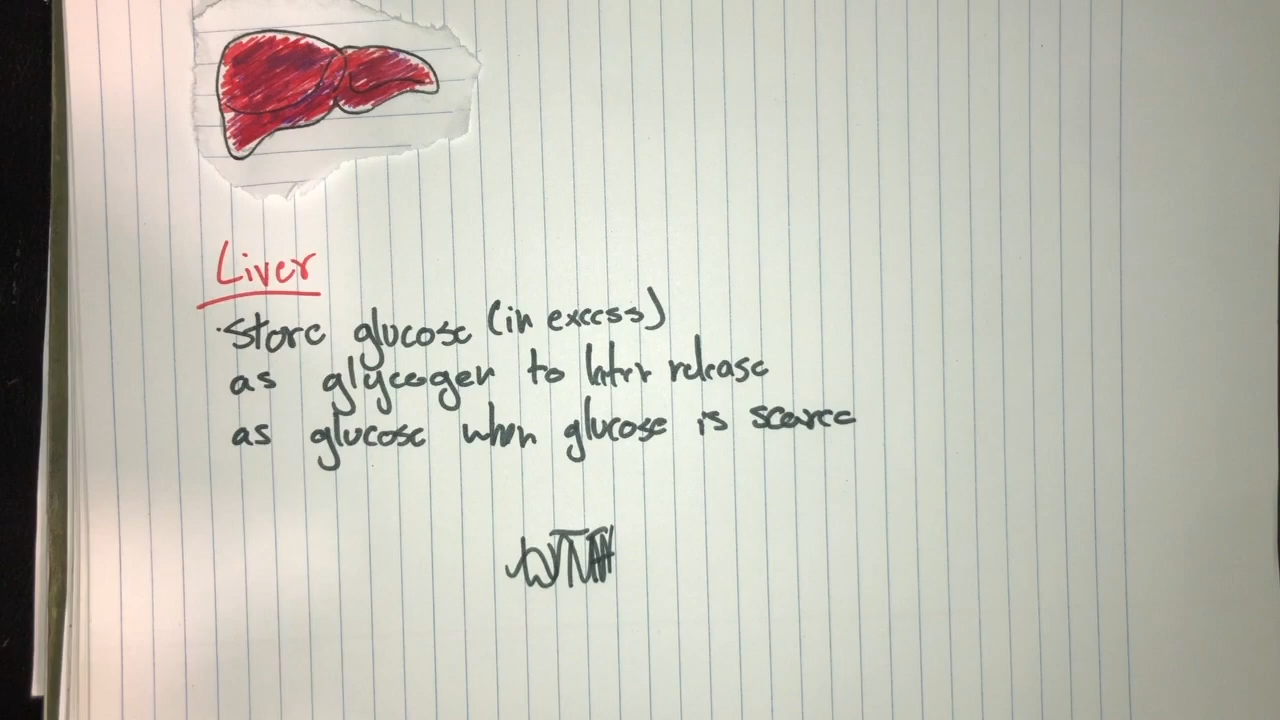 Liver
·Store glucose (in excess)
as glycogen to later release
as glucose when glucose is scarce